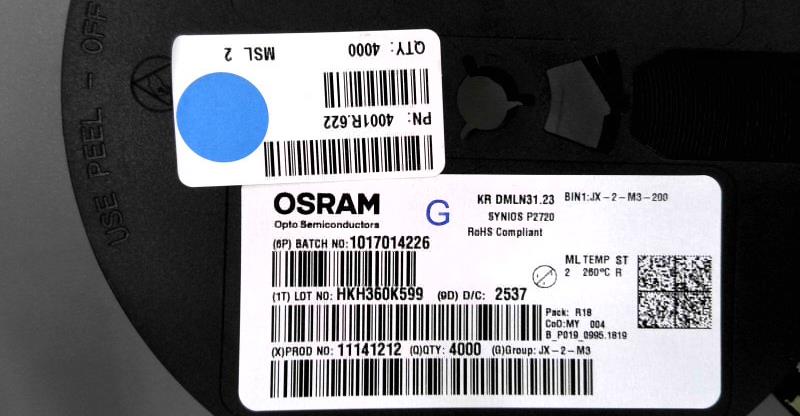 USE PEEL - OFF
QTY: 4000 MSL 2
PN: 4001R.622
OSRAM
Opto Semiconductors
G
KR DMLN31.23
BIN1:JX-2-M3-200
SYNIOS P2720
RoHS Compliant
(6P) BATCH NO:1017014226
ML TEMP ST
2 260°C R
(1T) LOT NO: HKH360K599 (9D) D/C: 2537
Pack: R18
CoO:MY 004
B_P019_0995.1819
(X)PROD NO: 11141212 (Q)QTY: 4000 (G)Group: JX-2-M3